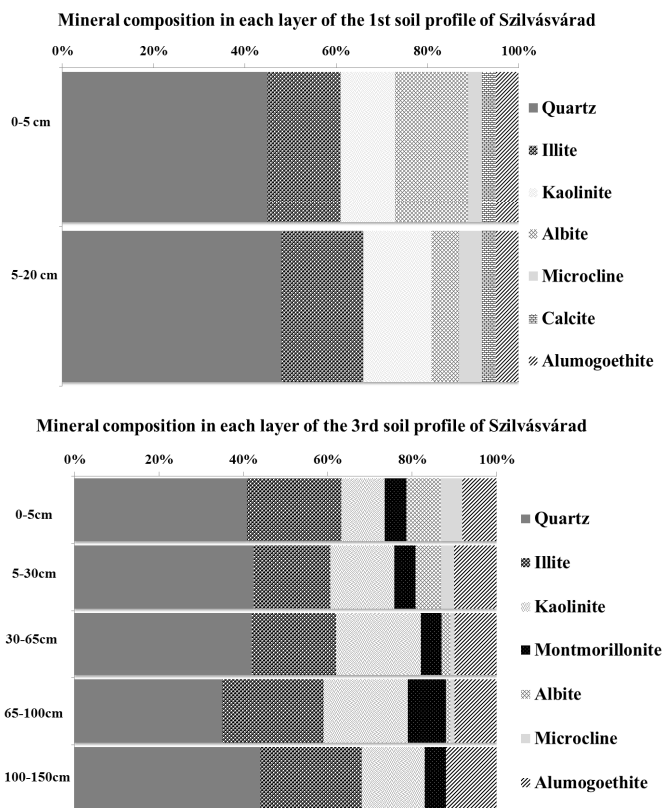 Mineral composition in each layer of the 1st soil profile of Szilvásvárad
0% 20% 40% 60% 80% 100%
0-5 cm
5-20 cm
Quartz
Illite
Kaolinite
Albite
Microcline
Calcite
Alumogoethite
Mineral composition in each layer of the 3rd soil profile of Szilvásvárad
0% 20% 40% 60% 80% 100%
0-5cm
5-30cm
30-65cm
65-100cm
100-150cm
Quartz
Illite
Kaolinite
Montmorillonite
Albite
Microcline
Alumogoethite